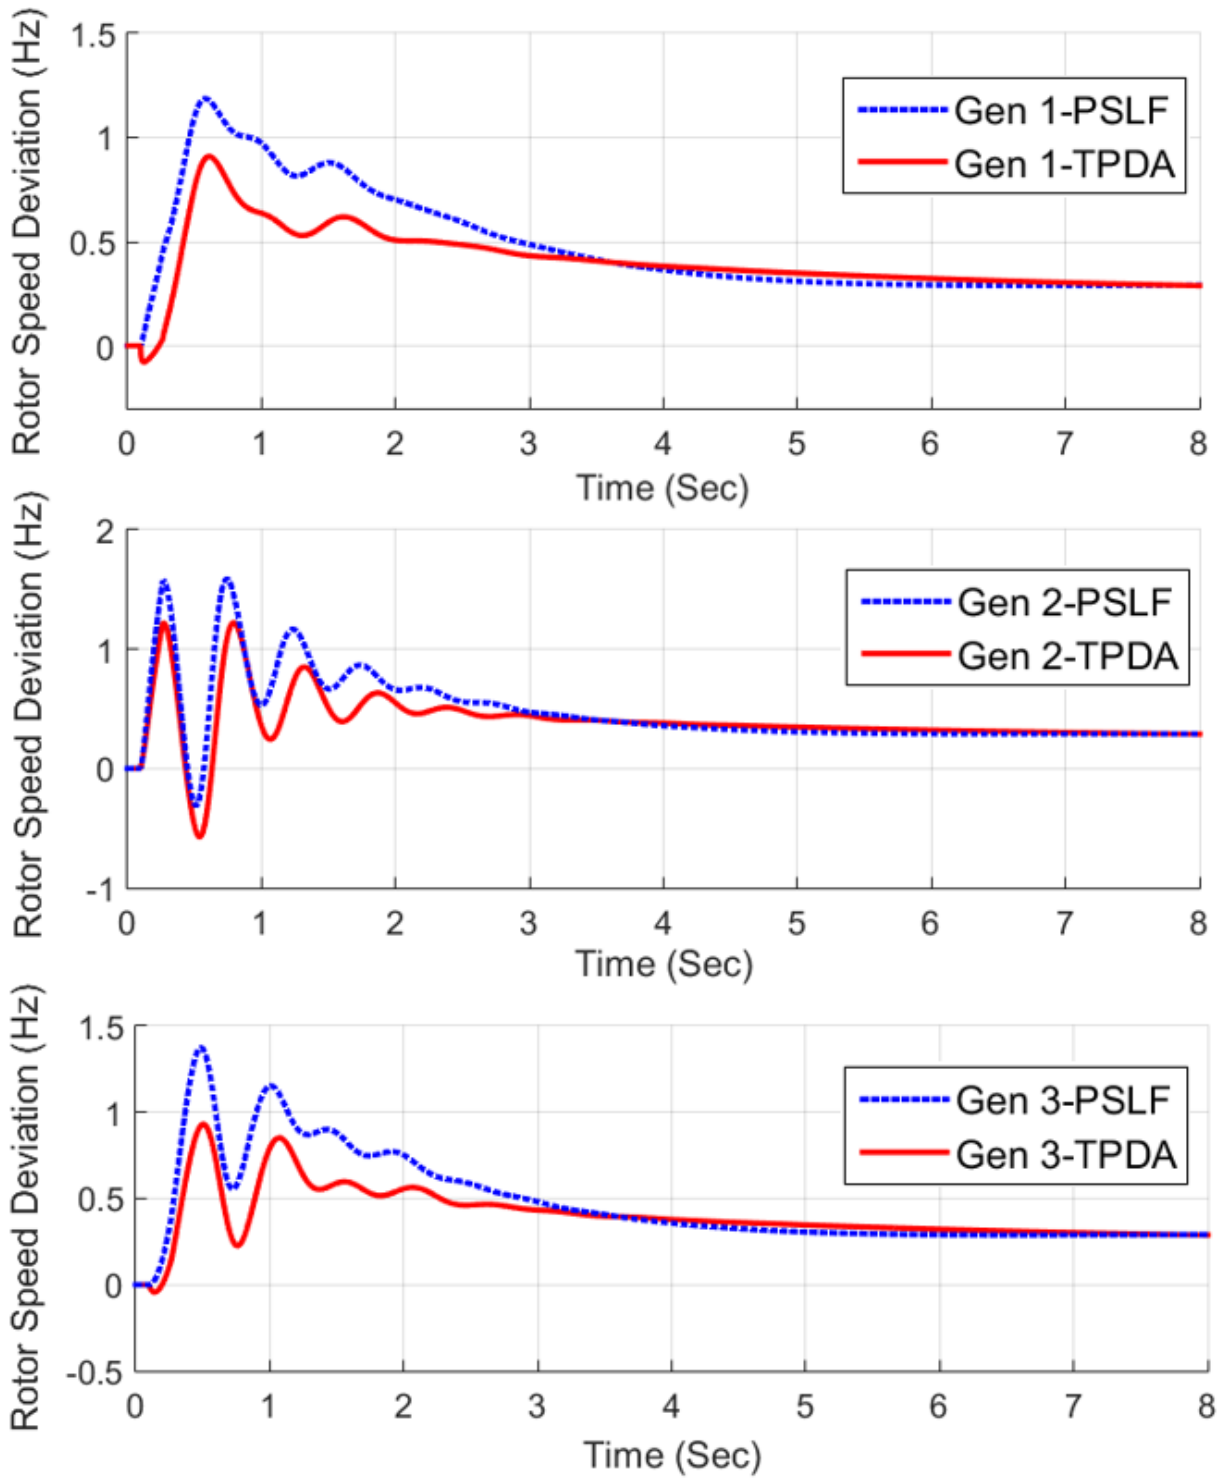 Rotor Speed Deviation (Hz)
1.5
1
0.5
0
Gen 1-PSLF
Gen 1-TPDA
0 1 2 3 4 5 6 7 8
Time (Sec)
Rotor Speed Deviation (Hz)
2
1
0
-1
Gen 2-PSLF
Gen 2-TPDA
0 1 2 3 4 5 6 7 8
Time (Sec)
Rotor Speed Deviation (Hz)
1.5
1
0.5
0
-0.5
Gen 3-PSLF
Gen 3-TPDA
0 1 2 3 4 5 6 7 8
Time (Sec)